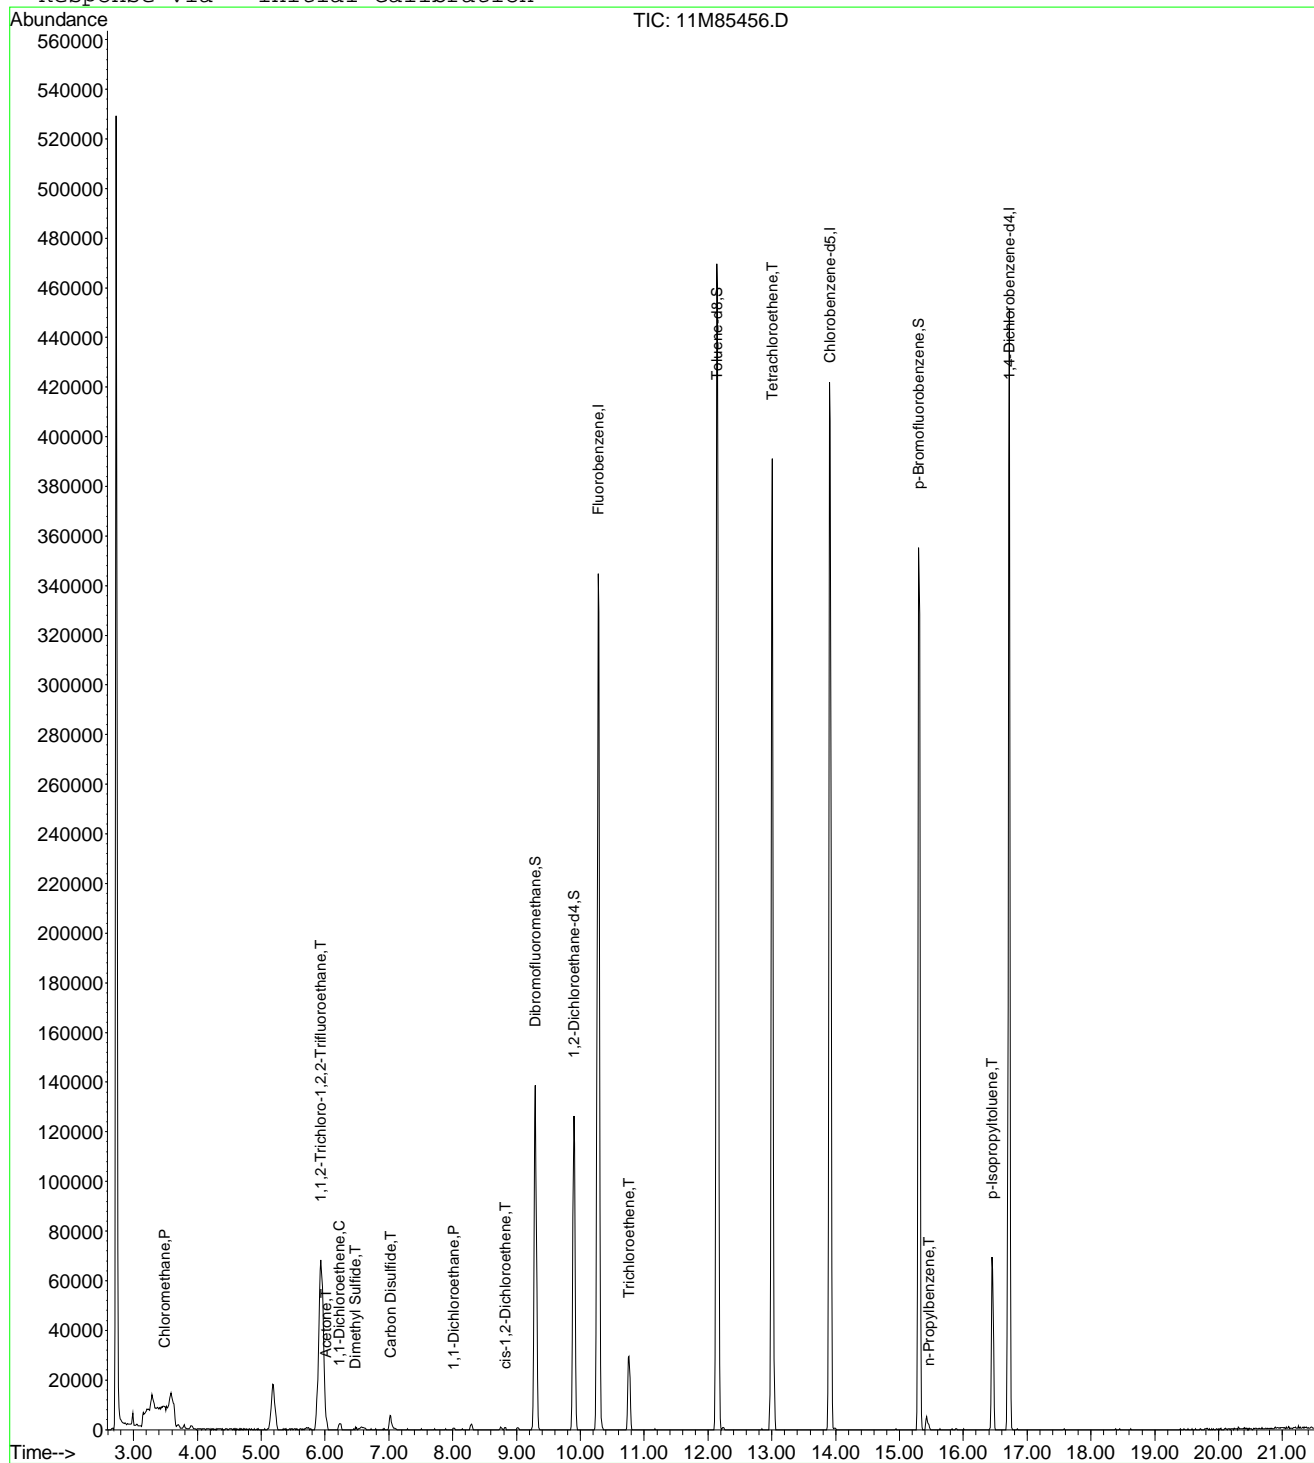 Response via : Initial Calibration
Abundance
TIC: 11M85456.D
560000
540000
520000
500000
480000
460000
440000
420000
400000
380000
360000
340000
320000
300000
280000
260000
240000
220000
200000
180000
160000
140000
120000
100000
80000
60000
40000
20000
0
Chloromethane,P
1,1,2-Trichloro-1,2,2-Trifluoroethane,T
Acetone,T
1,1-Dichloroethene,C
Dimethyl Sulfide,T
Carbon Disulfide,T
1,1-Dichloroethane,P
cis-1,2-Dichloroethene,T
Dibromofluoromethane,S
1,2-Dichloroethane-d4,S
Fluorobenzene,I
Trichloroethene,T
Toluene-d8,S
Tetrachloroethene,T
Chlorobenzene-d5,I
p-Bromofluorobenzene,S
n-Propylbenzene,T
p-Isopropyltoluene,T
1,4-Dichlorobenzene-d4,I
Time--> 3.00 4.00 5.00 6.00 7.00 8.00 9.00 10.00 11.00 12.00 13.00 14.00 15.00 16.00 17.00 18.00 19.00 20.00 21.00